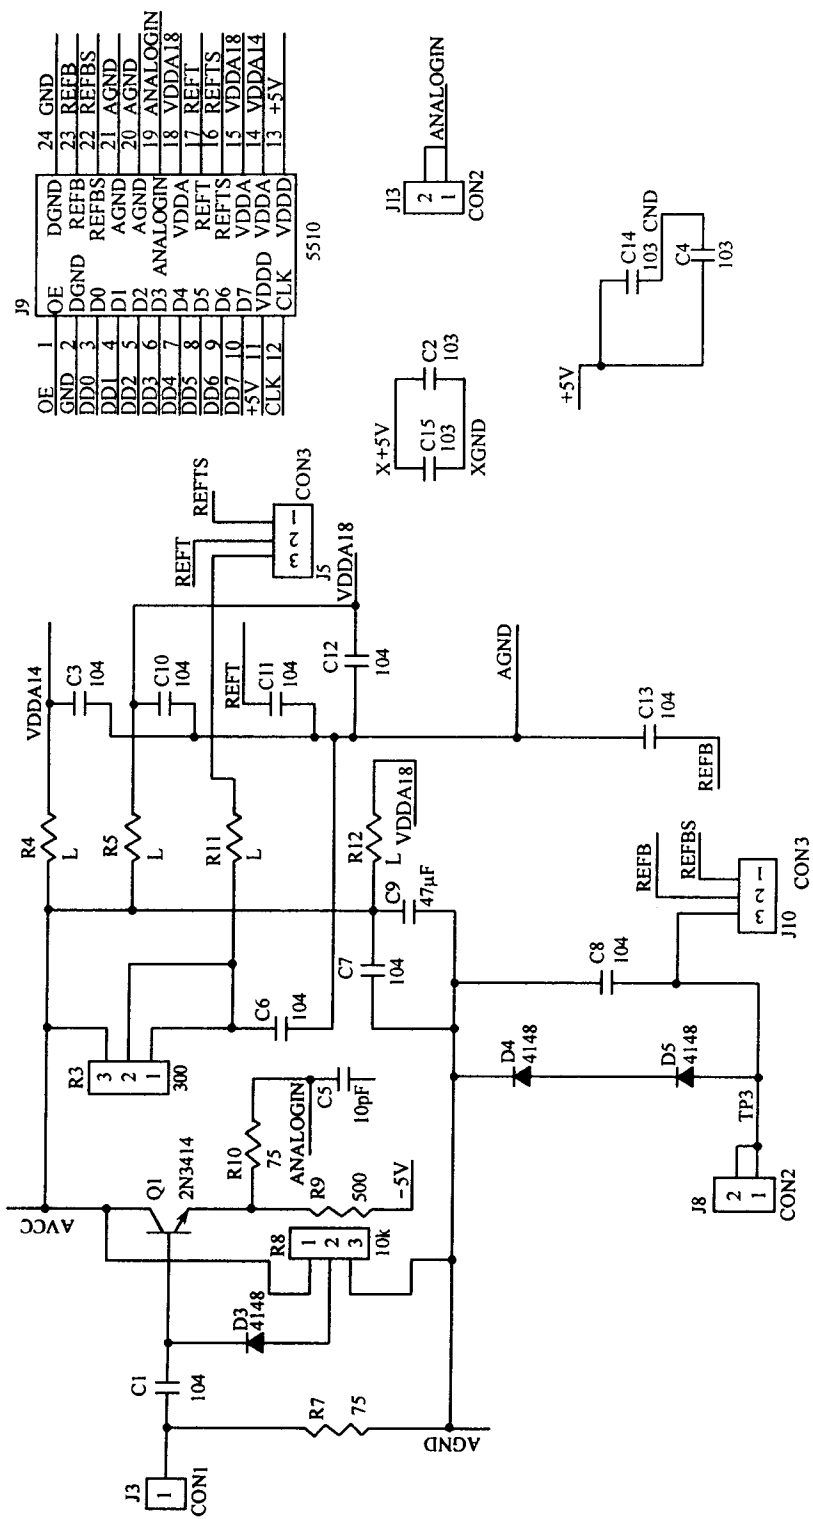 J9
24 GND
23 REFB
22 REFBS
21 AGND
20 AGND
19 ANALOGIN
18 VDDA18
17 REFT
16 REFTS
15 VDDA18
14 VDDA14
13 +5V
OE DGND
DGND REFB
D0 REFBS
D1 AGND
D2 AGND
D3 ANALOGIN
D4 VDDA
D5 REFT
D6 REFTS
D7 VDDA
VDDD VDDA
CLK VDDD
5510
OE 1
GND 2
DD0 3
DD1 4
DD2 5
DD3 6
DD4 7
DD5 8
DD6 9
DD7 10
+5V 11
CLK 12
J13
2
1
CON2
ANALOGIN
X+5V
C15
103
C2
103
XGND
+5V
C14
103
CND
C4
103
REFTS
REFT
1
2
3
CON3
J5
VDDA18
VDDA14
C3
104
C10
104
REFT
C11
104
C12
104
AGND
C13
104
REFB
R4
L
R5
L
R11
L
R12
L
VDDA18
C9
47μF
C7
104
C6
104
R3
3
2
1
300
AVCC
Q1
2N3414
R10
75
ANALOGIN
C5
10pF
R9
500
-5V
R8
1
2
3
10k
D3
4148
C1
104
R7
75
AGND
J3
1
CON1
D4
4148
D5
4148
C8
104
REFB
REFBS
1
2
3
J10
CON3
TP3
J8
2
1
CON2